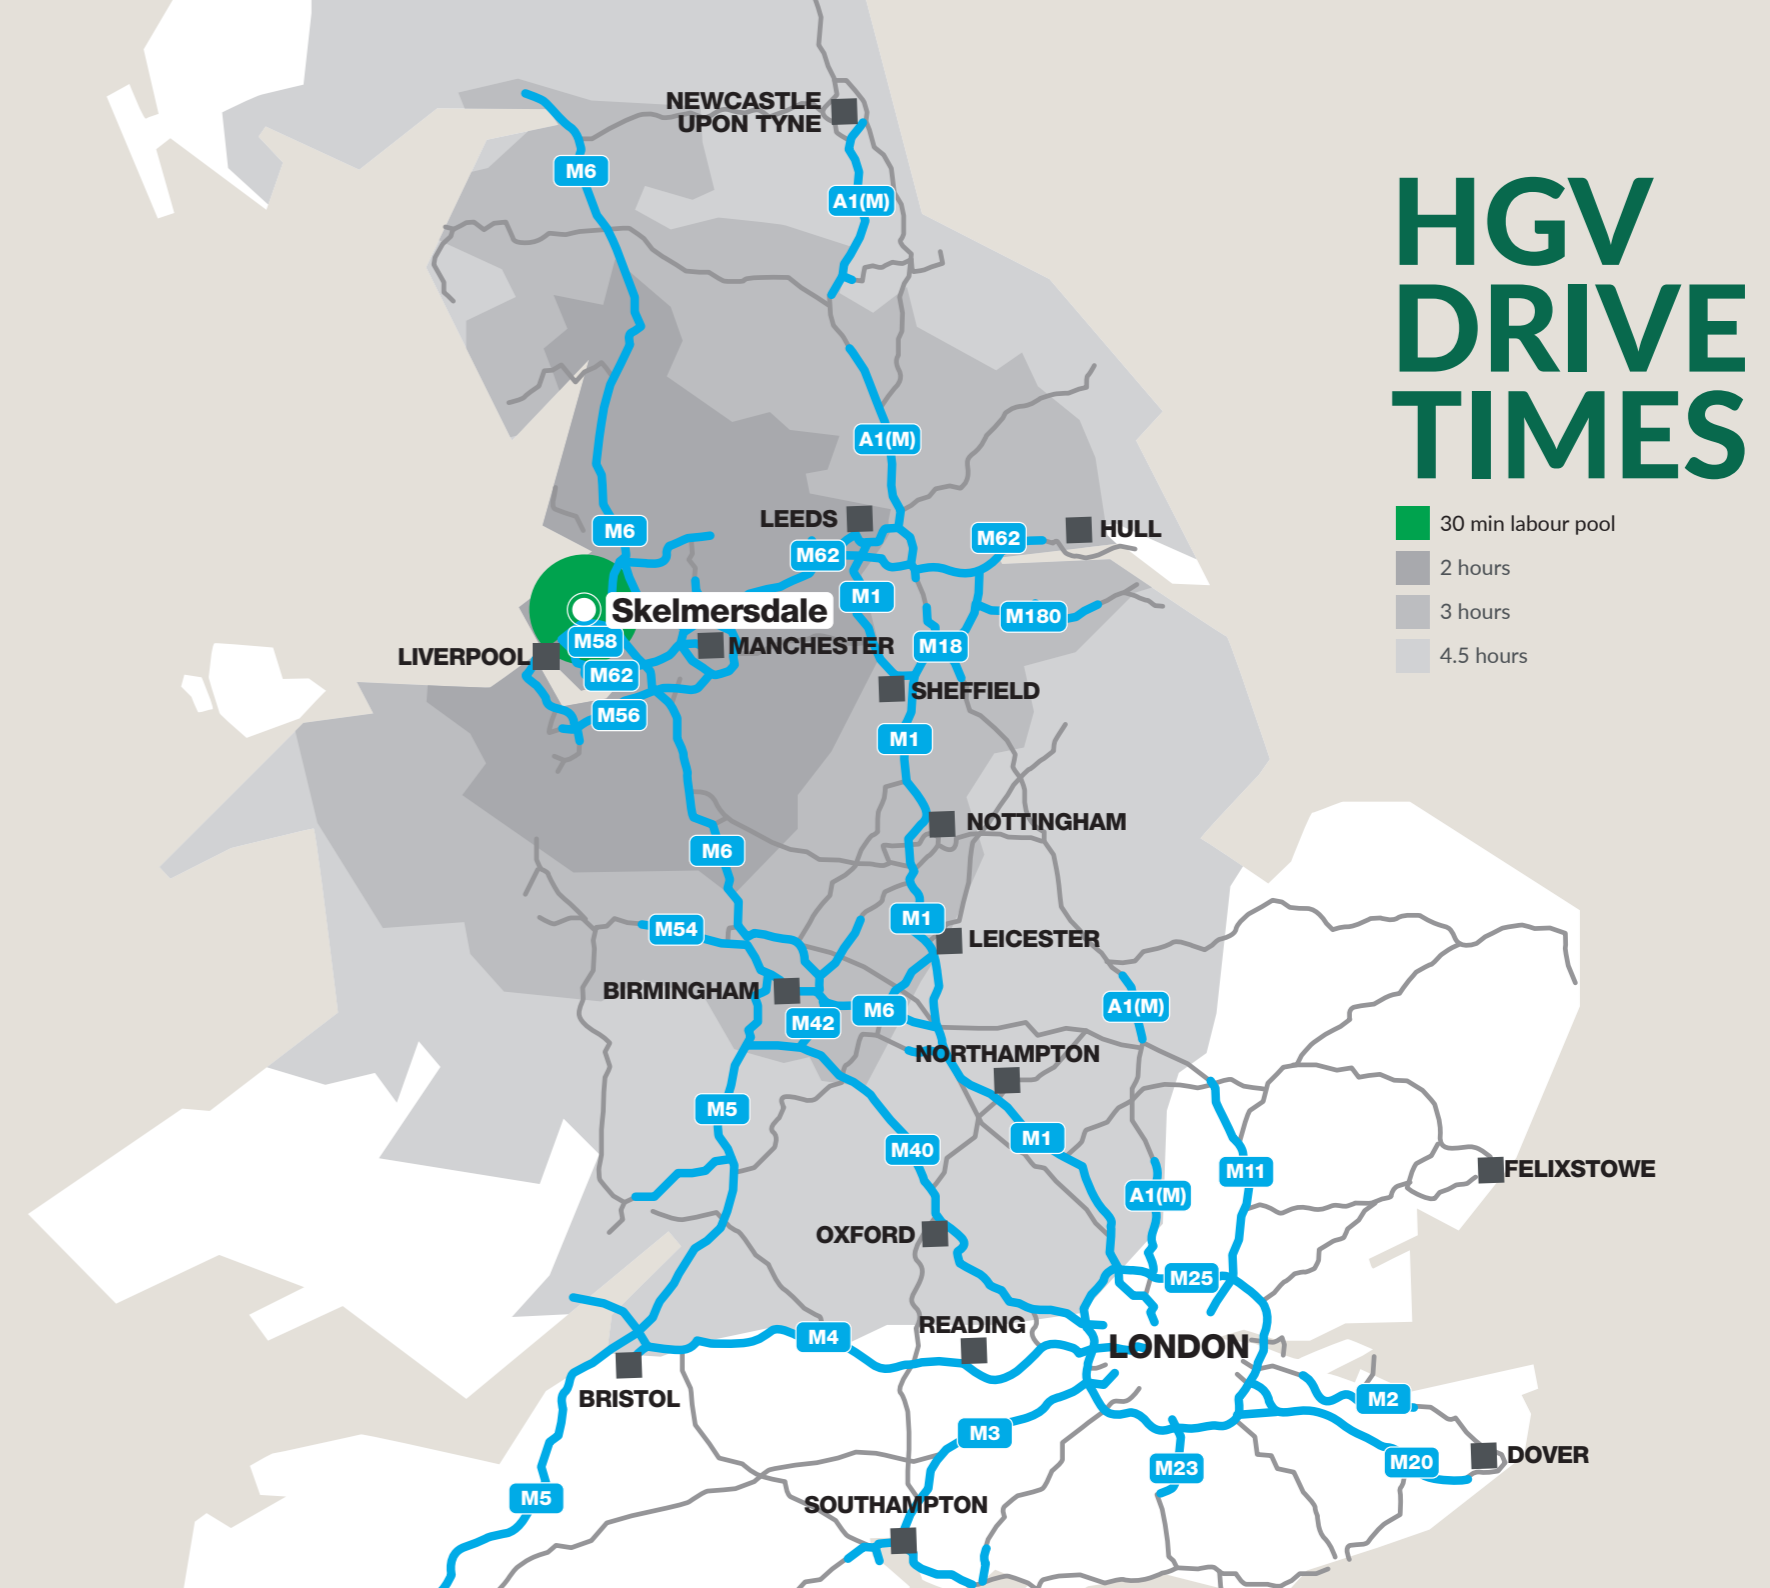 NEWCASTLE
UPON TYNE
M6
A1(M)
HGV
DRIVE
TIMES
30 min labour pool
2 hours
3 hours
4.5 hours
A1(M)
M6
LEEDS
M62
M62
HULL
M1
Skelmersdale
M180
M58
LIVERPOOL
MANCHESTER
M18
M62
SHEFFIELD
M56
M1
NOTTINGHAM
M6
M1
M54
LEICESTER
BIRMINGHAM
M6
A1(M)
M42
NORTHAMPTON
M5
M1
M40
M11
FELIXSTOWE
A1(M)
OXFORD
M25
READING
M4
LONDON
BRISTOL
M2
M3
DOVER
M20
M23
M5
SOUTHAMPTON